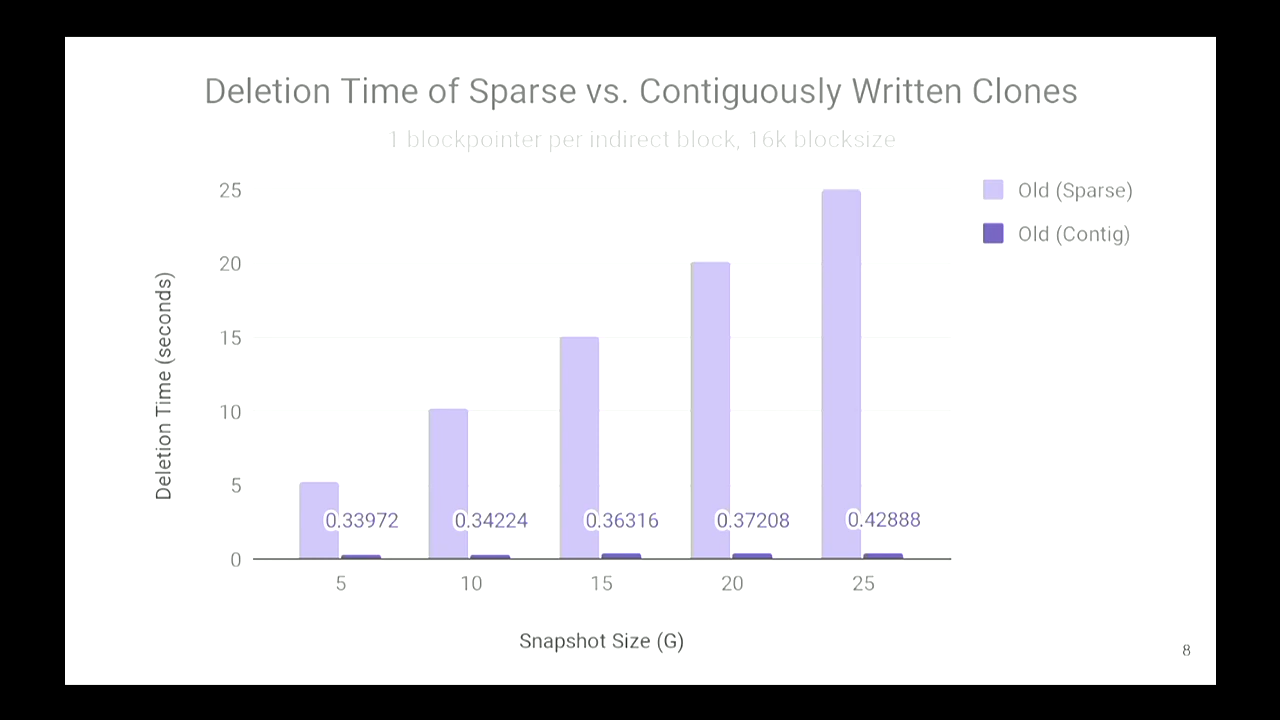 Deletion Time of Sparse vs. Contiguously Written Clones
1 blockpointer per indirect block, 16k blocksize
Old (Sparse)
Old (Contig)
Deletion Time (seconds)
25
20
15
10
5
0
0.33972
0.34224
0.36316
0.37208
0.42888
5
10
15
20
25
Snapshot Size (G)
8